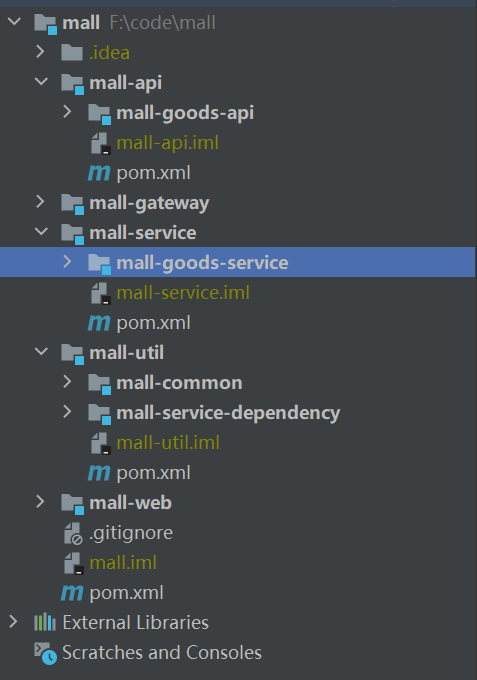 mall F:\code\mall
.idea
mall-api
mall-goods-api
mall-api.iml
pom.xml
mall-gateway
mall-service
mall-goods-service
mall-service.iml
pom.xml
mall-util
mall-common
mall-service-dependency
mall-util.iml
pom.xml
mall-web
.gitignore
mall.iml
pom.xml
External Libraries
Scratches and Consoles